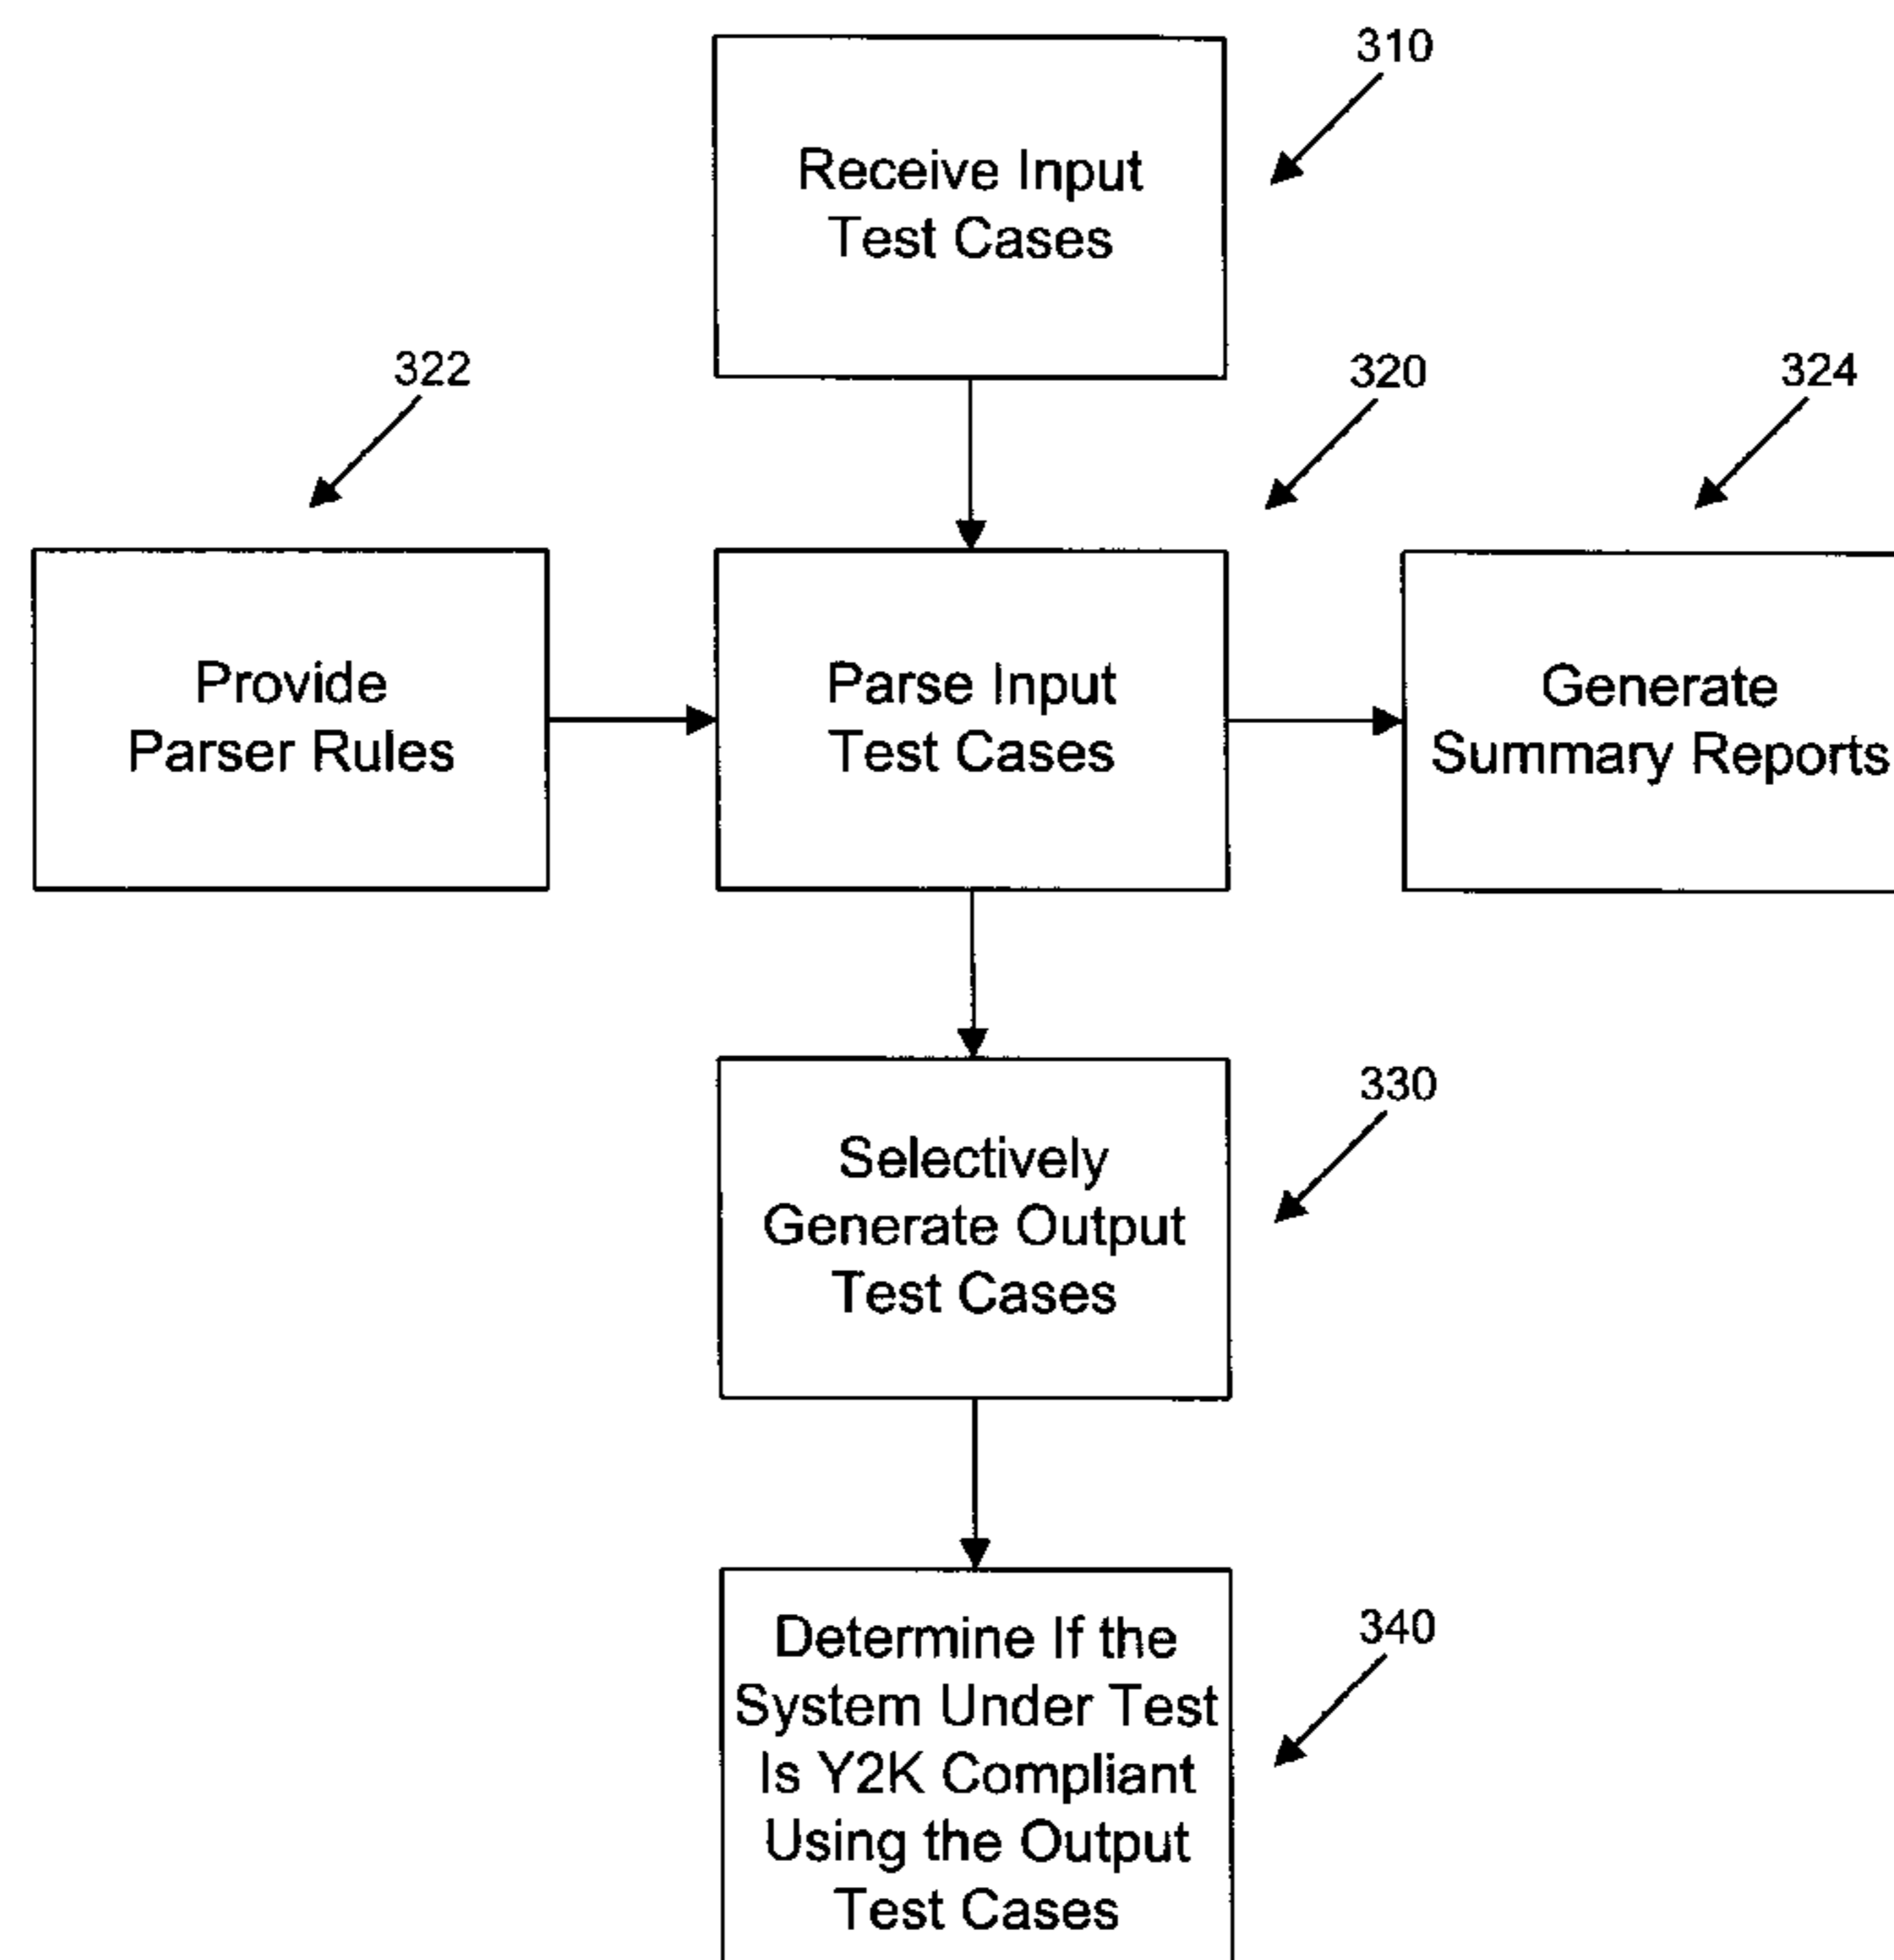 310
Receive Input
Test Cases
322
320
324
Provide
Parser Rules
Parse Input
Test Cases
Generate
Summary Reports
330
Selectively
Generate Output
Test Cases
340
Determine If the
System Under Test
Is Y2K Compliant
Using the Output
Test Cases